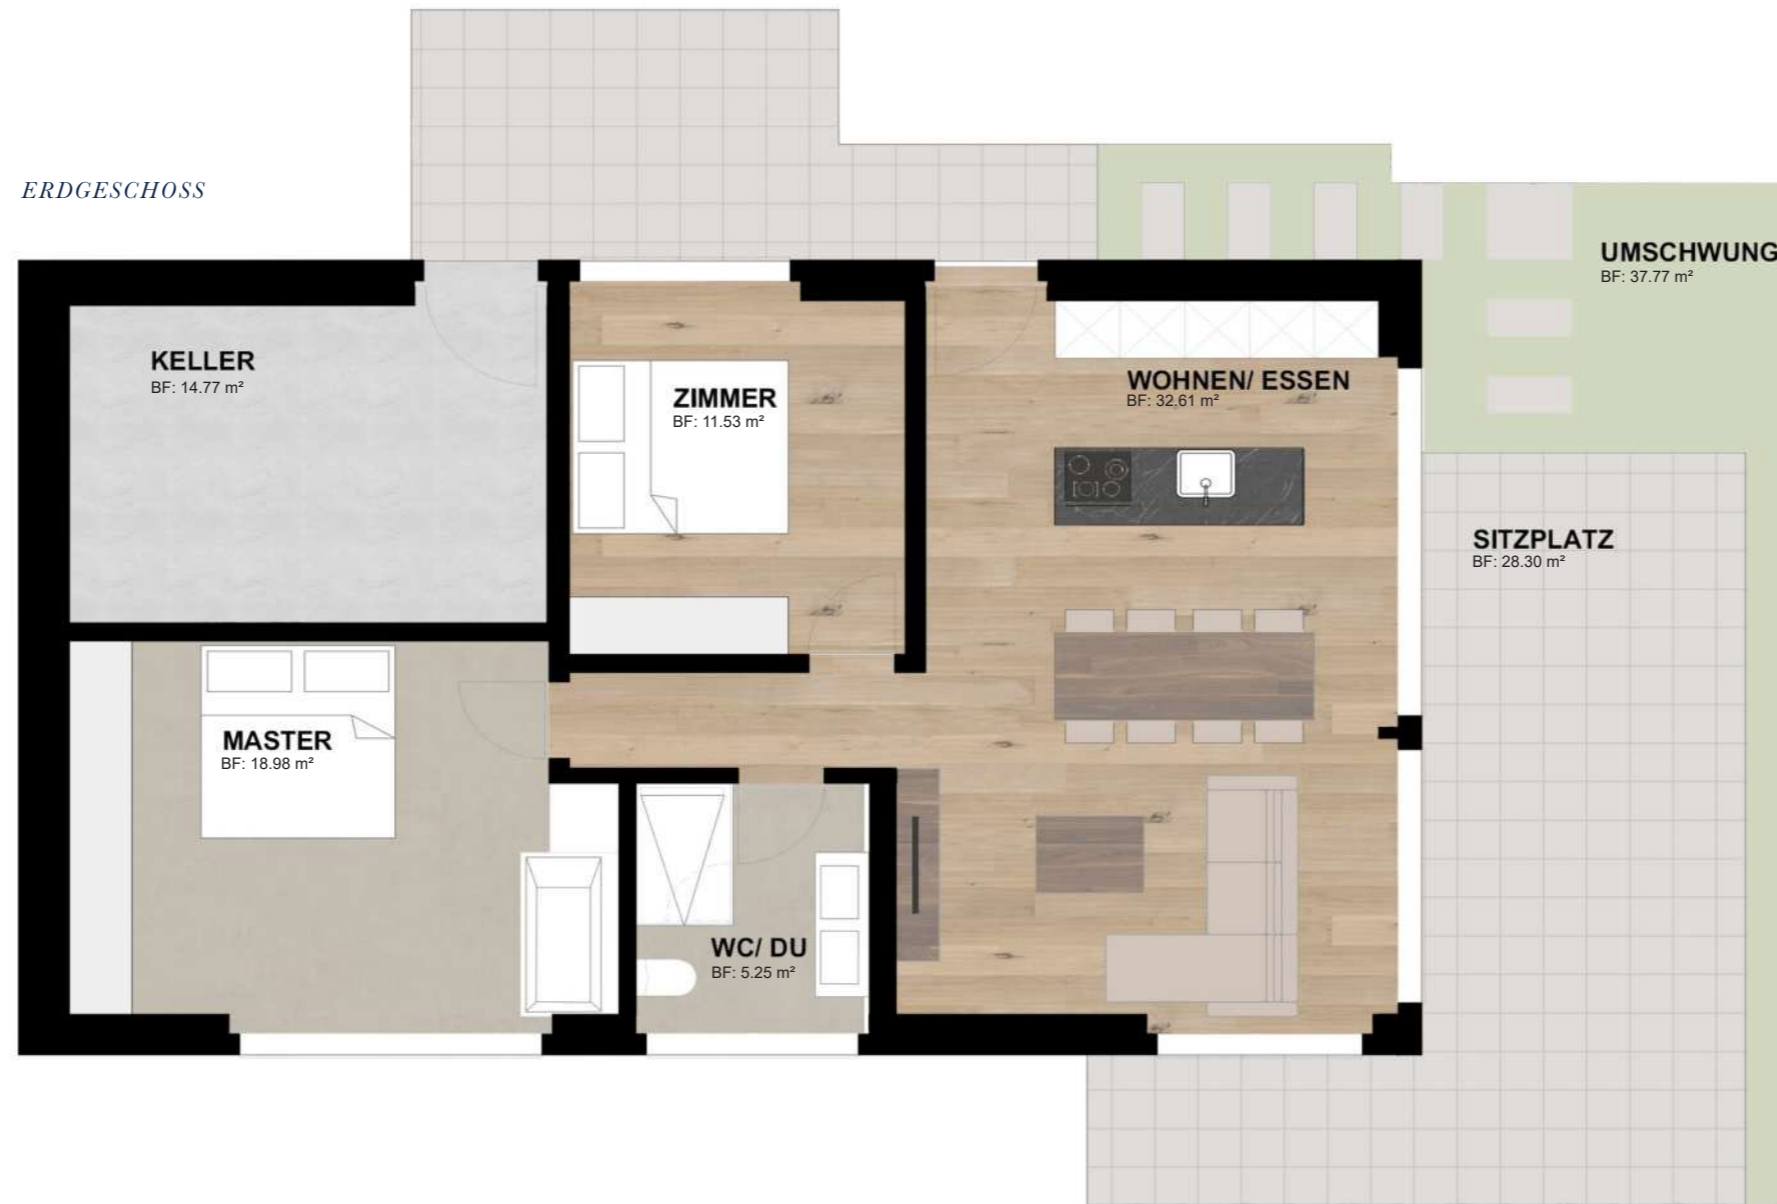 ERDGESCHOSS
UMSCHWUNG
BF: 37.77 m²
KELLER
BF: 14.77 m²
ZIMMER
BF: 11.53 m²
WOHNEN/ ESSEN
BF: 32.61 m²
SITZPLATZ
BF: 28.30 m²
MASTER
BF: 18.98 m²
WC/ DU
BF: 5.25 m²